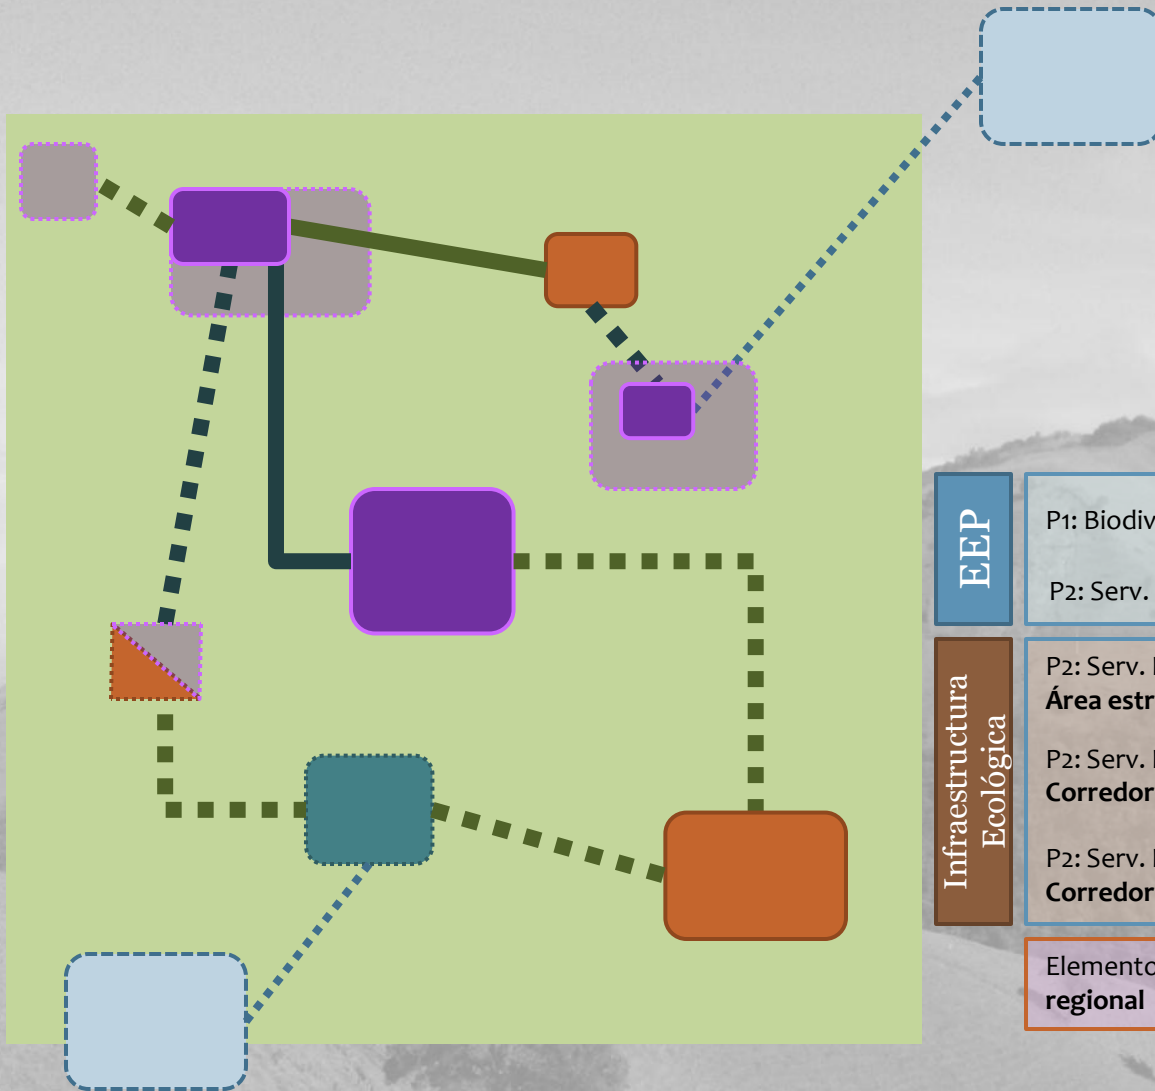 EEP
P1: Biodiv
P2: Serv.
Infraestructura
Ecológica
P2: Serv.
Área estr
P2: Serv.
Corredor
P2: Serv.
Corredor
Elemento
regional